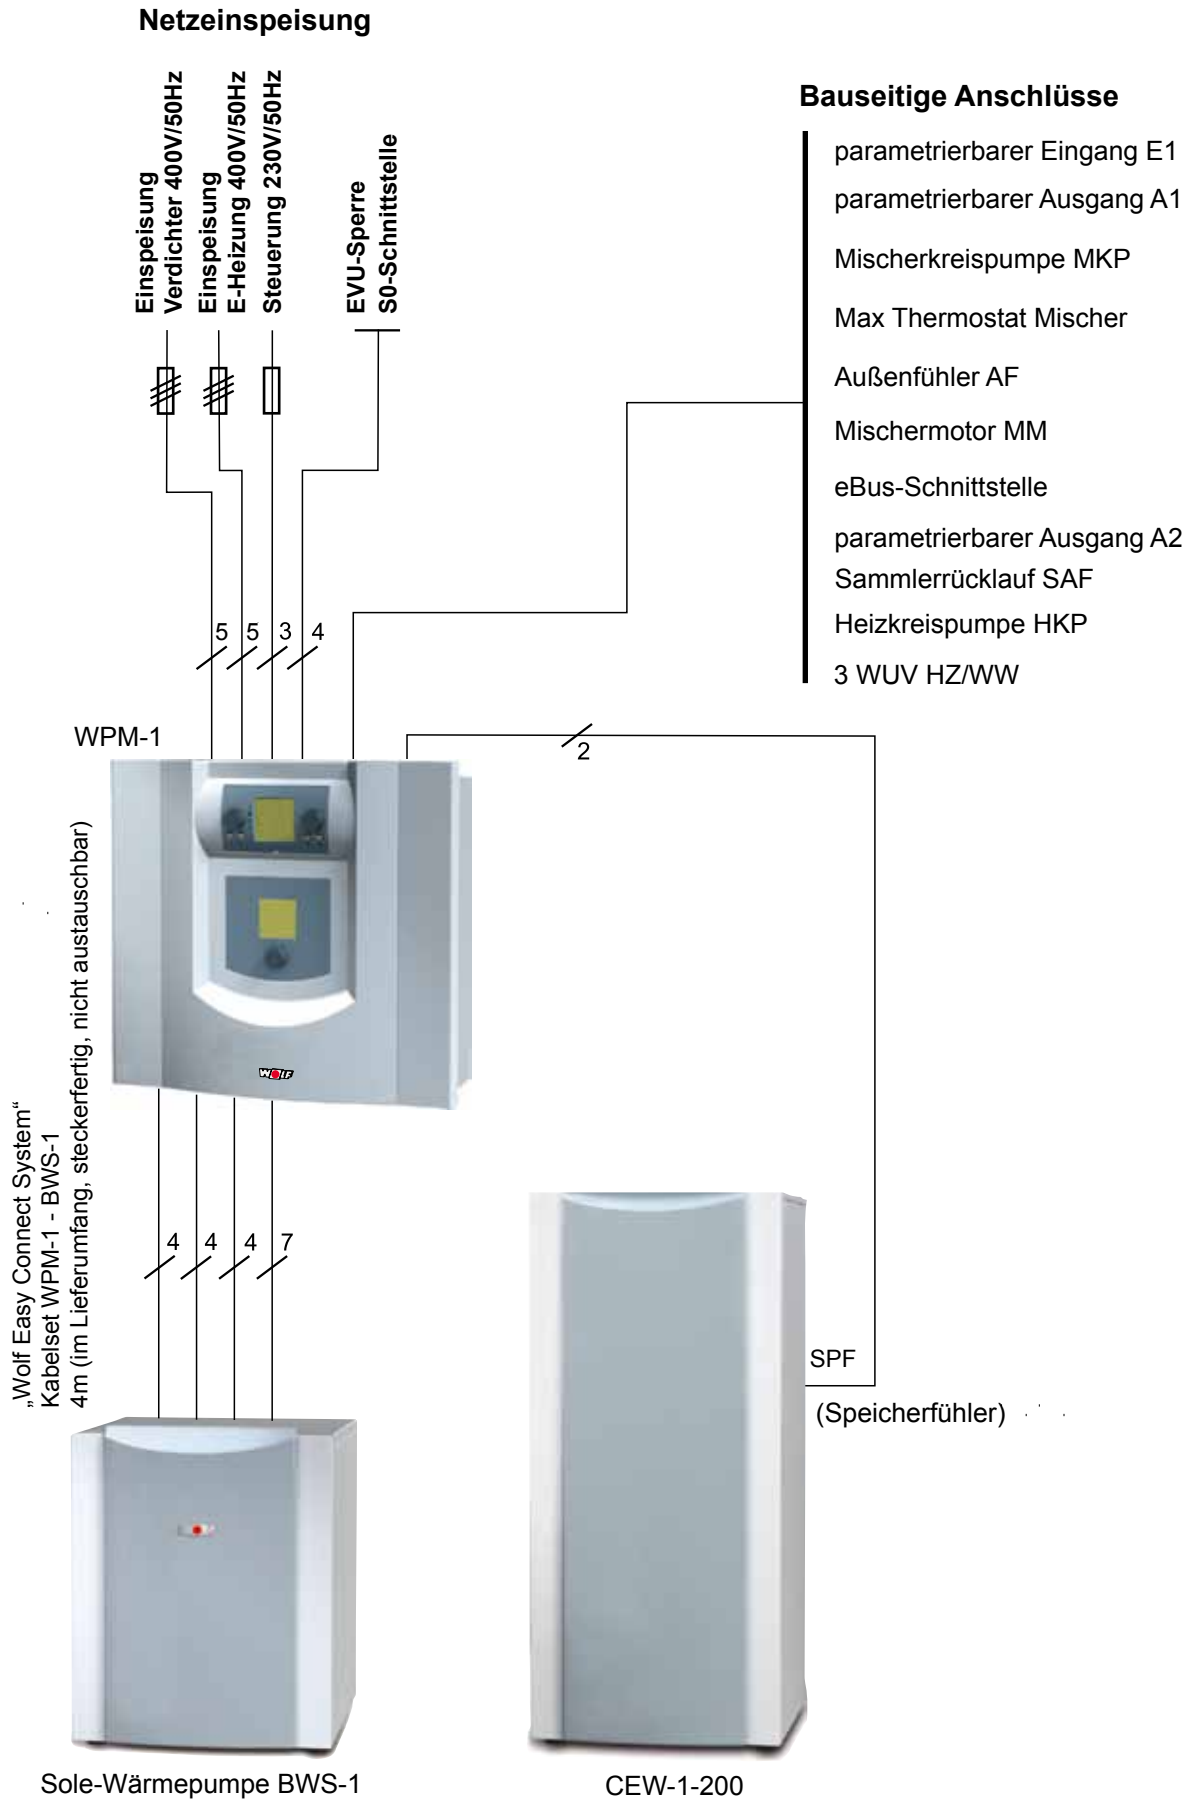 Netzeinspeisung
Einspeisung
Verdichter 400V/50Hz
Einspeisung
E-Heizung 400V/50Hz
Steuerung 230V/50Hz
EVU-Sperre
S0-Schnittstelle
Bauseitige Anschlüsse
parametrierbarer Eingang E1
parametrierbarer Ausgang A1
Mischerkreispumpe MKP
Max Thermostat Mischer
Außenfühler AF
Mischermotor MM
eBus-Schnittstelle
parametrierbarer Ausgang A2
Sammlerrücklauf SAF
Heizkreispumpe HKP
3 WUV HZ/WW
5 5 3 4
WPM-1
2
WOLF
„Wolf Easy Connect System“
Kabelset WPM-1 - BWS-1
4m (im Lieferumfang, steckerfertig, nicht austauschbar)
4 4 4 7
SPF
(Speicherfühler)
Sole-Wärmepumpe BWS-1
CEW-1-200